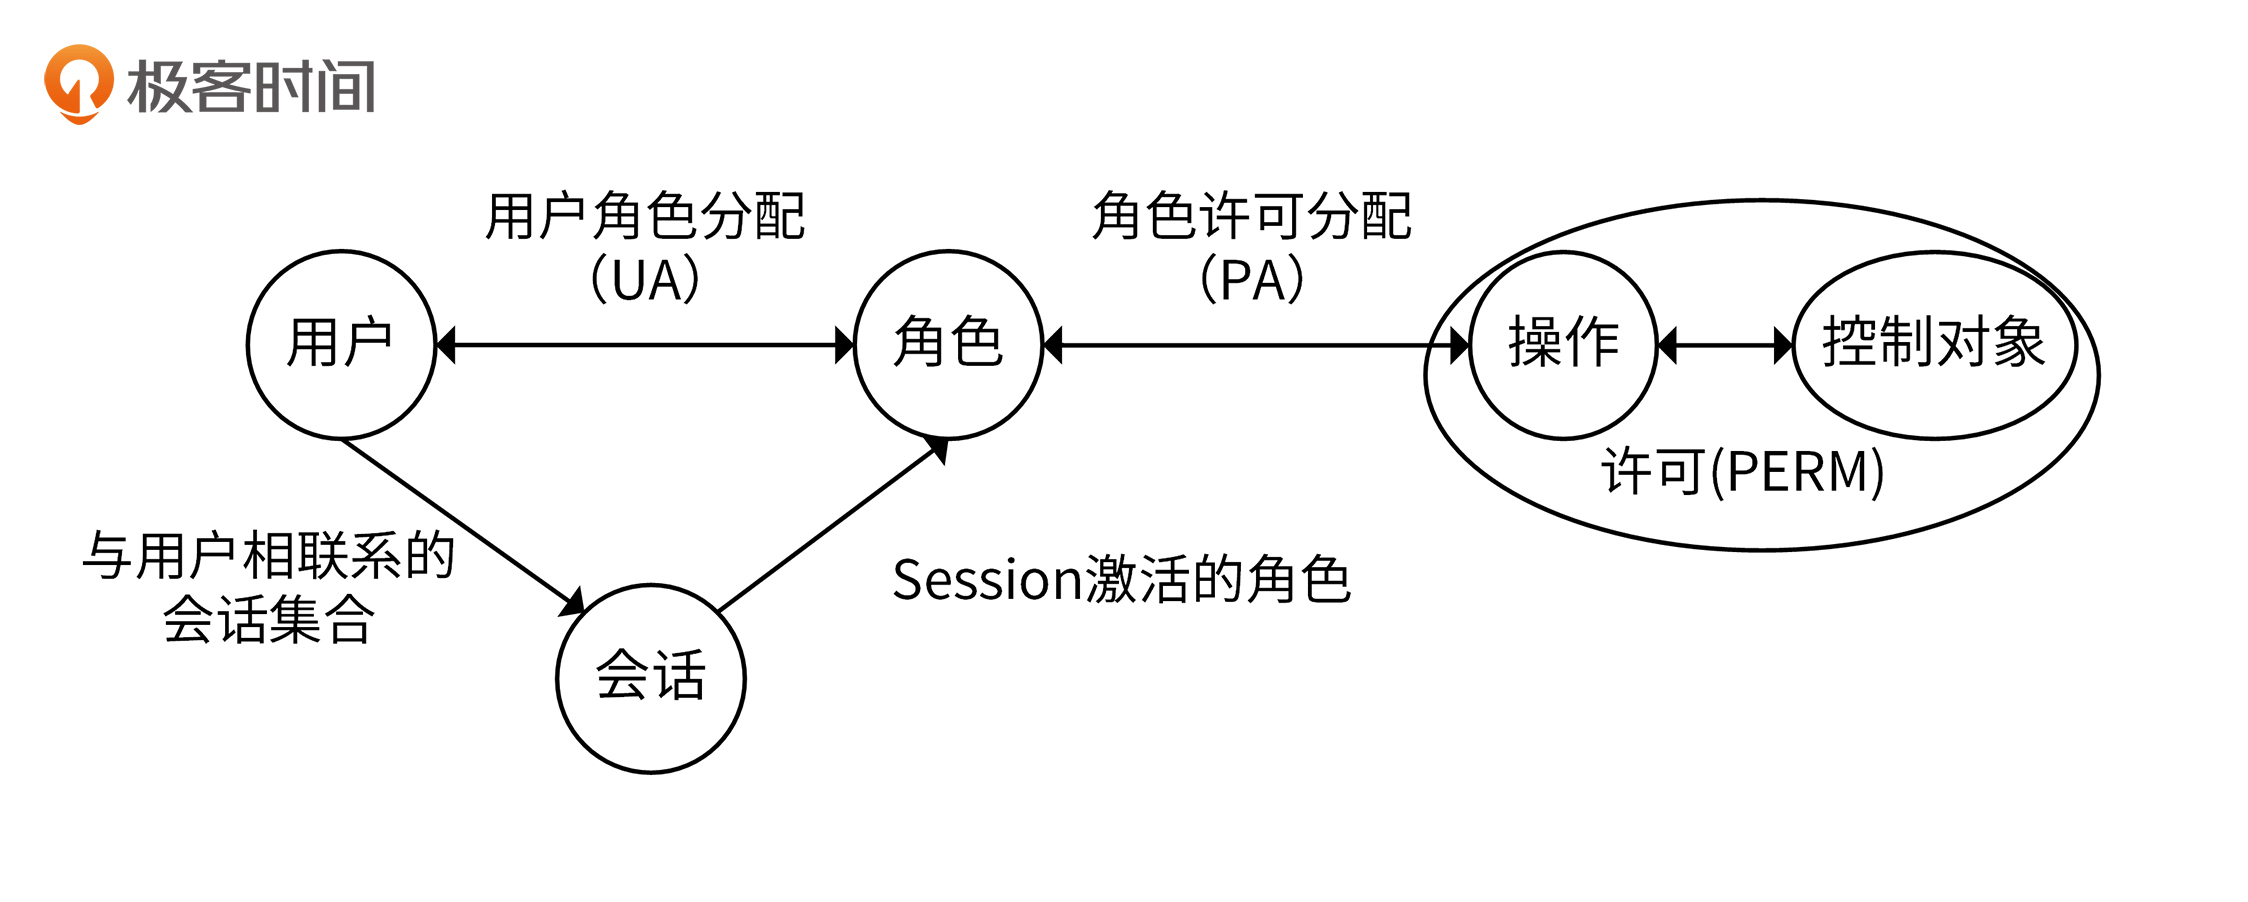 极客时间
用户角色分配
（UA）
角色许可分配
（PA）
用户
角色
操作
控制对象
许可(PERM)
与用户相联系的
会话集合
Session激活的角色
会话